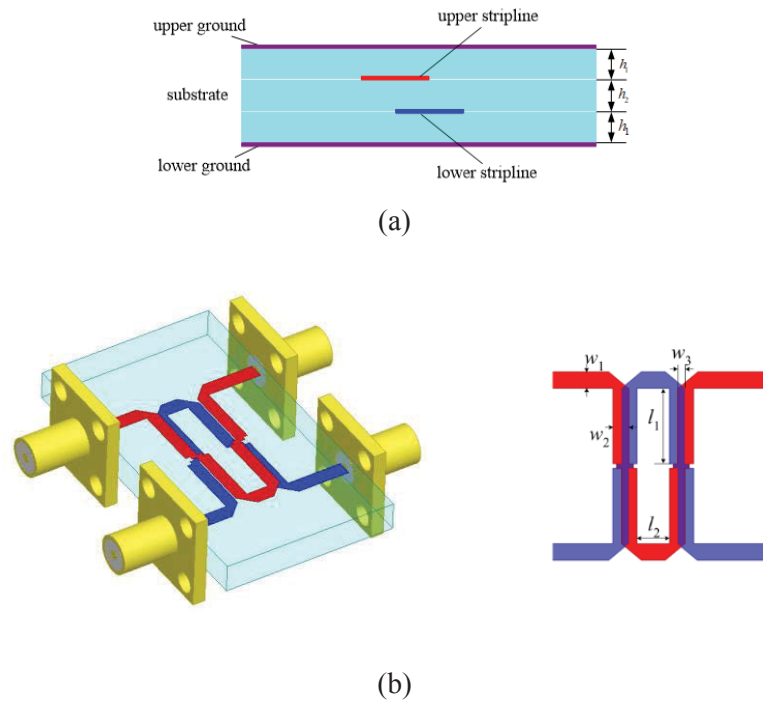 upper ground
upper stripline
substrate
h₁
h₂
h₁
lower ground
lower stripline
(a)
w₁
w₃
l₁
w₂
l₂
(b)